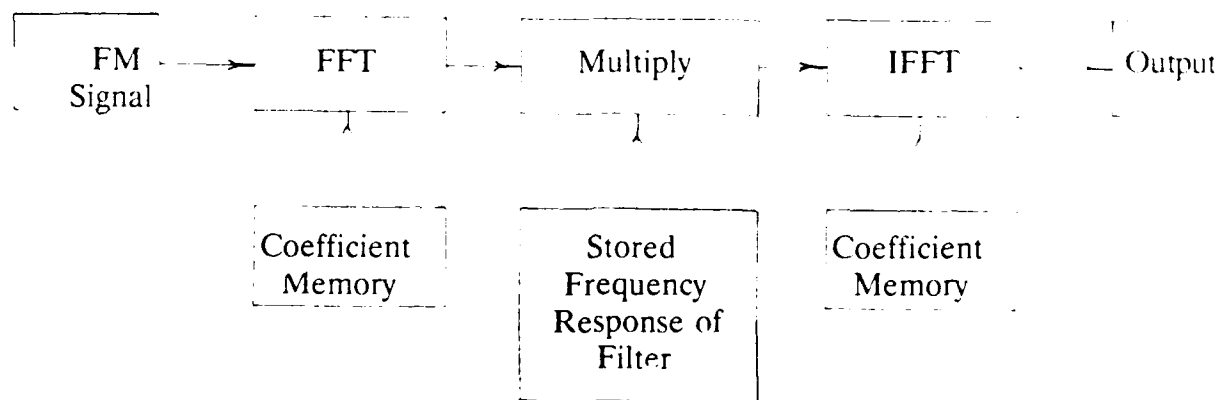 FM
Signal
FFT
Multiply
IFFT
Output
Coefficient
Memory
Stored
Frequency
Response of
Filter
Coefficient
Memory